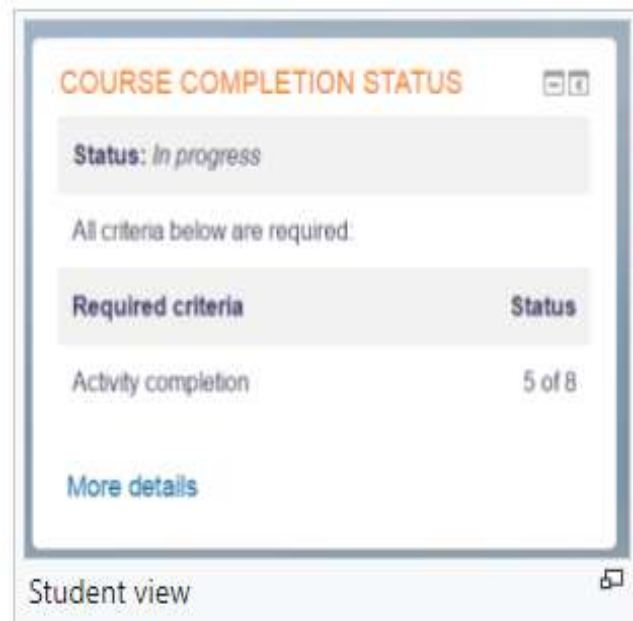 COURSE COMPLETION STATUS
Status: In progress
All criteria below are required:
Required criteria Status
Activity completion 5 of 8
More details
Student view